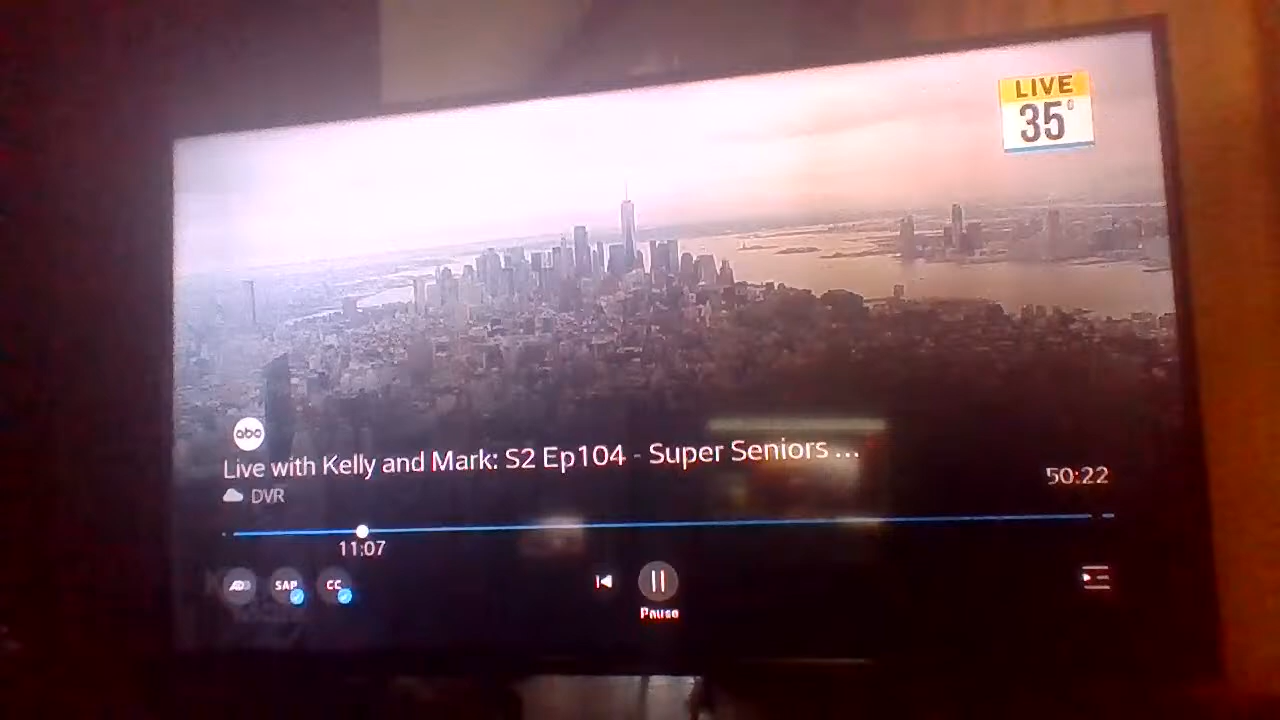 LIVE
35°
abc
Live with Kelly and Mark: S2 Ep104 - Super Seniors ...
DVR
50:22
11:07
AD
SAP
CC
Pause